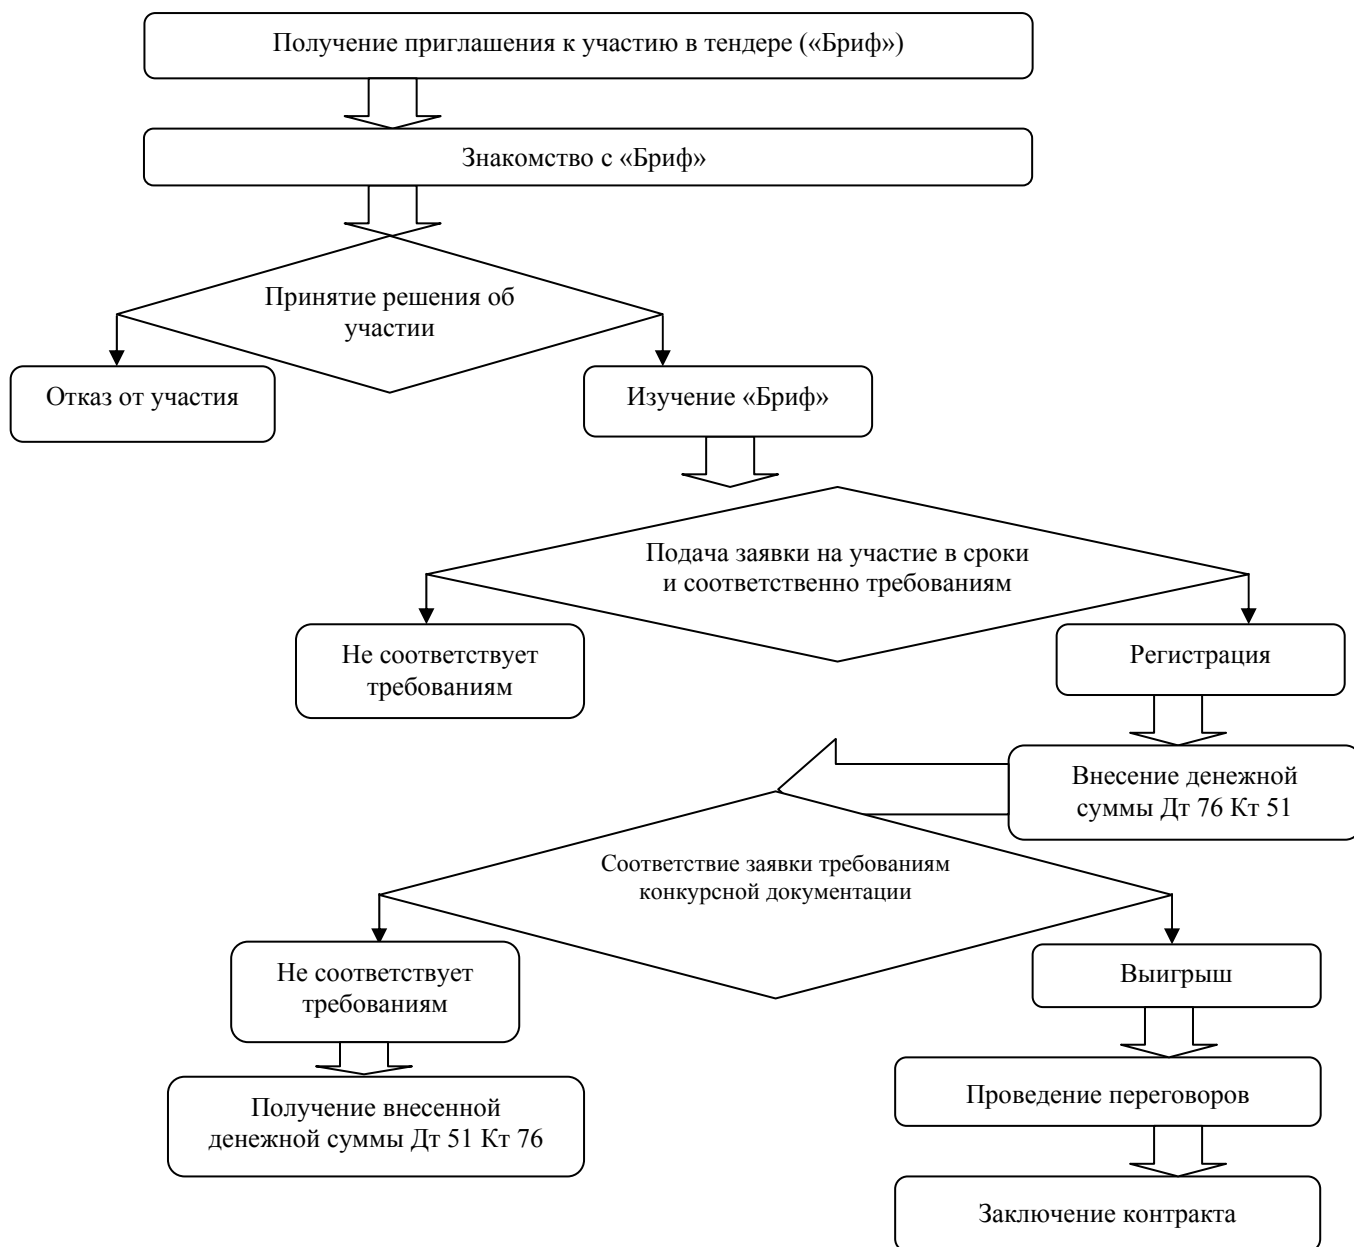 Получение приглашения к участию в тендере («Бриф»)
Знакомство с «Бриф»
Принятие решения об
участии
Отказ от участия
Изучение «Бриф»
Подача заявки на участие в сроки
и соответственно требованиям
Не соответствует
требованиям
Регистрация
Внесение денежной
суммы Дт 76 Кт 51
Соответствие заявки требованиям
конкурсной документации
Не соответствует
требованиям
Выигрыш
Получение внесенной
денежной суммы Дт 51 Кт 76
Проведение переговоров
Заключение контракта